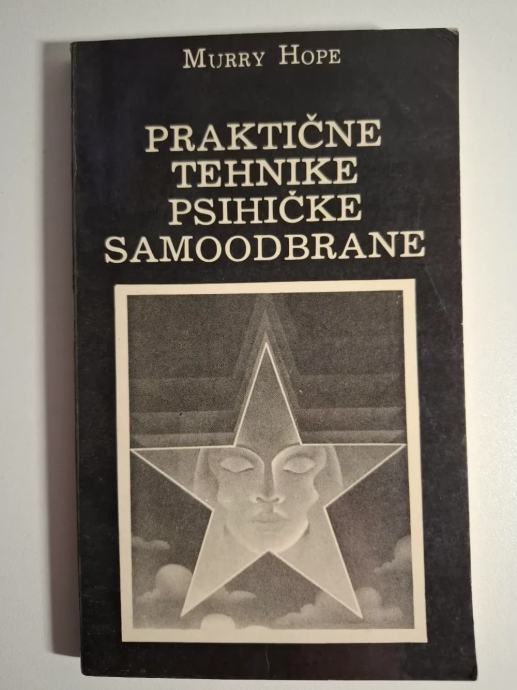 MURRY HOPE
PRAKTIČNE
TEHNIKE
PSIHIČKE
SAMOODBRANE